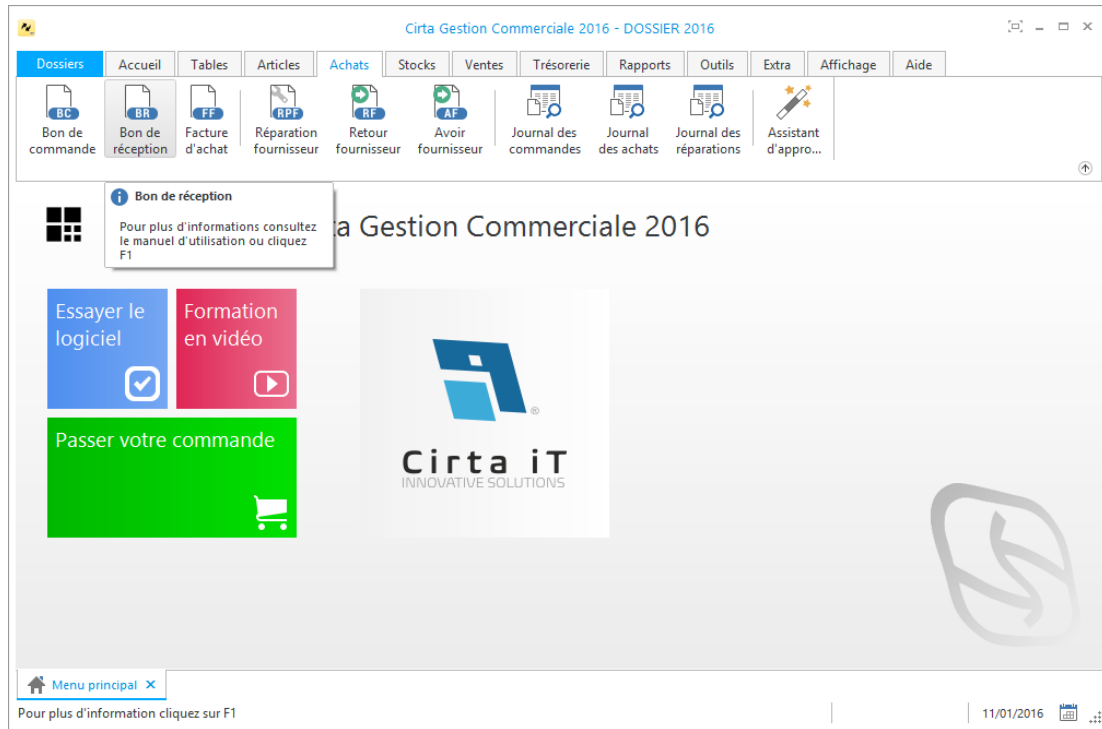 Cirta Gestion Commerciale 2016 - DOSSIER 2016
Dossiers Accueil Tables Articles Achats Stocks Ventes Trésorerie Rapports Outils Extra Affichage Aide
BC BR FF RPF RF AF
Bon de commande
Bon de réception
Facture d'achat
Réparation fournisseur
Retour fournisseur
Avoir fournisseur
Journal des commandes
Journal des achats
Journal des réparations
Assistant d'appro...
Bon de réception
Pour plus d'informations consultez
le manuel d'utilisation ou cliquez
F1
ta Gestion Commerciale 2016
Essayer le
logiciel
Formation
en vidéo
Passer votre commande
Cirta iT
INNOVATIVE SOLUTIONS
Menu principal
Pour plus d'information cliquez sur F1
11/01/2016